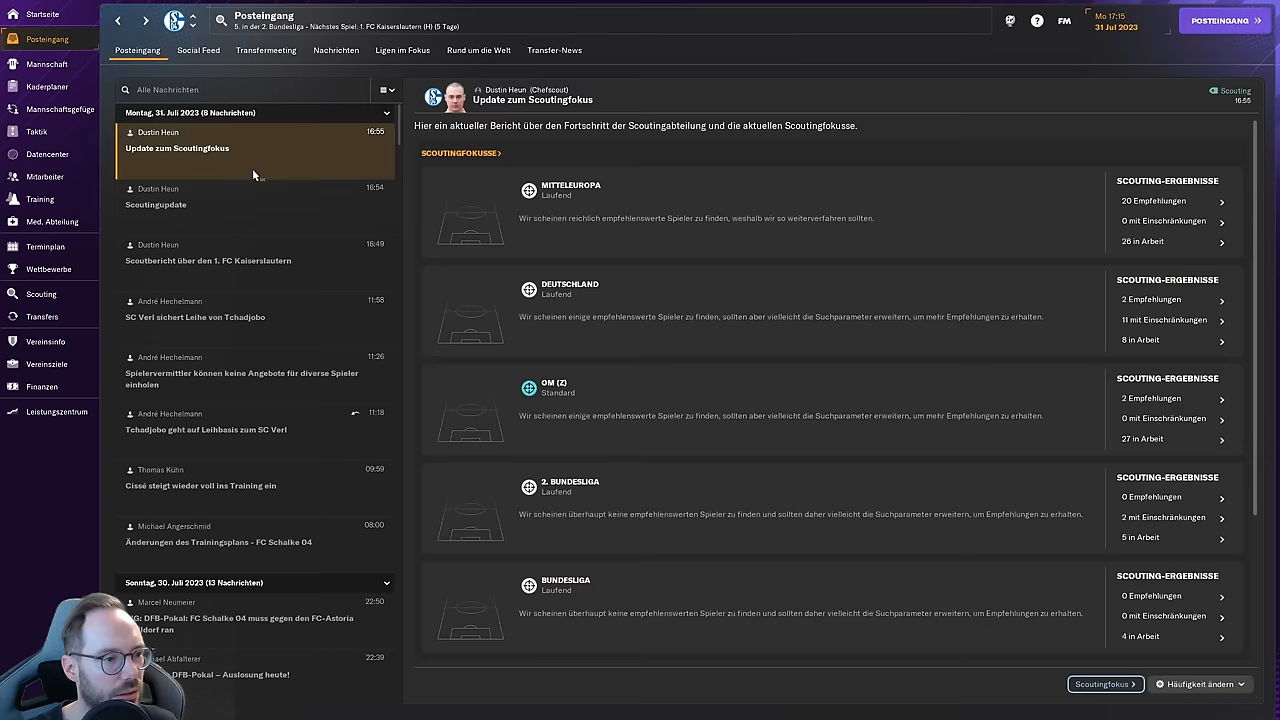 Startseite
Posteingang
Mannschaft
Kaderplaner
Mannschaftsgefüge
Taktik
Datencenter
Mitarbeiter
Training
Med. Abteilung
Terminplan
Wettbewerbe
Scouting
Transfers
Vereinsinfo
Vereinsziele
Finanzen
Leistungszentrum
Posteingang
5. in der 2. Bundesliga - Nächstes Spiel: 1. FC Kaiserslautern (H) (5 Tage)
FM
Mo 17:15
31 Jul 2023
POSTEINGANG
Posteingang Social Feed Transfermeeting Nachrichten Ligen im Fokus Rund um die Welt Transfer-News
Alle Nachrichten
Montag, 31. Juli 2023 (8 Nachrichten)
Dustin Heun 16:55
Update zum Scoutingfokus
Dustin Heun 16:54
Scoutingupdate
Dustin Heun 16:49
Scoutbericht über den 1. FC Kaiserslautern
André Hechelmann 11:58
SC Verl sichert Leihe von Tchadjobo
André Hechelmann 11:26
Spielervermittler können keine Angebote für diverse Spieler
einholen
André Hechelmann 11:18
Tchadjobo geht auf Leihbasis zum SC Verl
Thomas Kühn 09:59
Cissé steigt wieder voll ins Training ein
Michael Angerschmid 08:00
Änderungen des Trainingsplans - FC Schalke 04
Sonntag, 30. Juli 2023 (13 Nachrichten)
Marcel Neumeier 22:50
DFB-Pokal: FC Schalke 04 muss gegen den FC-Astoria
ran
Abfalterer 22:39
DFB-Pokal – Auslosung heute!
Dustin Heun (Chefscout)
Update zum Scoutingfokus
Scouting
16:55
Hier ein aktueller Bericht über den Fortschritt der Scoutingabteilung und die aktuellen Scoutingfokusse.
SCOUTINGFOKUSSE
MITTELEUROPA
Laufend
Wir scheinen reichlich empfehlenswerte Spieler zu finden, weshalb wir so weiterverfahren sollten.
SCOUTING-ERGEBNISSE
20 Empfehlungen
0 mit Einschränkungen
26 in Arbeit
DEUTSCHLAND
Laufend
Wir scheinen einige empfehlenswerte Spieler zu finden, sollten aber vielleicht die Suchparameter erweitern, um mehr Empfehlungen zu erhalten.
SCOUTING-ERGEBNISSE
2 Empfehlungen
11 mit Einschränkungen
8 in Arbeit
OM (Z)
Standard
Wir scheinen einige empfehlenswerte Spieler zu finden, sollten aber vielleicht die Suchparameter erweitern, um mehr Empfehlungen zu erhalten.
SCOUTING-ERGEBNISSE
2 Empfehlungen
0 mit Einschränkungen
27 in Arbeit
2. BUNDESLIGA
Laufend
Wir scheinen überhaupt keine empfehlenswerten Spieler zu finden und sollten daher vielleicht die Suchparameter erweitern, um Empfehlungen zu erhalten.
SCOUTING-ERGEBNISSE
0 Empfehlungen
2 mit Einschränkungen
5 in Arbeit
BUNDESLIGA
Laufend
Wir scheinen überhaupt keine empfehlenswerten Spieler zu finden und sollten daher vielleicht die Suchparameter erweitern, um Empfehlungen zu erhalten.
SCOUTING-ERGEBNISSE
0 Empfehlungen
0 mit Einschränkungen
4 in Arbeit
Scoutingfokus
Häufigkeit ändern